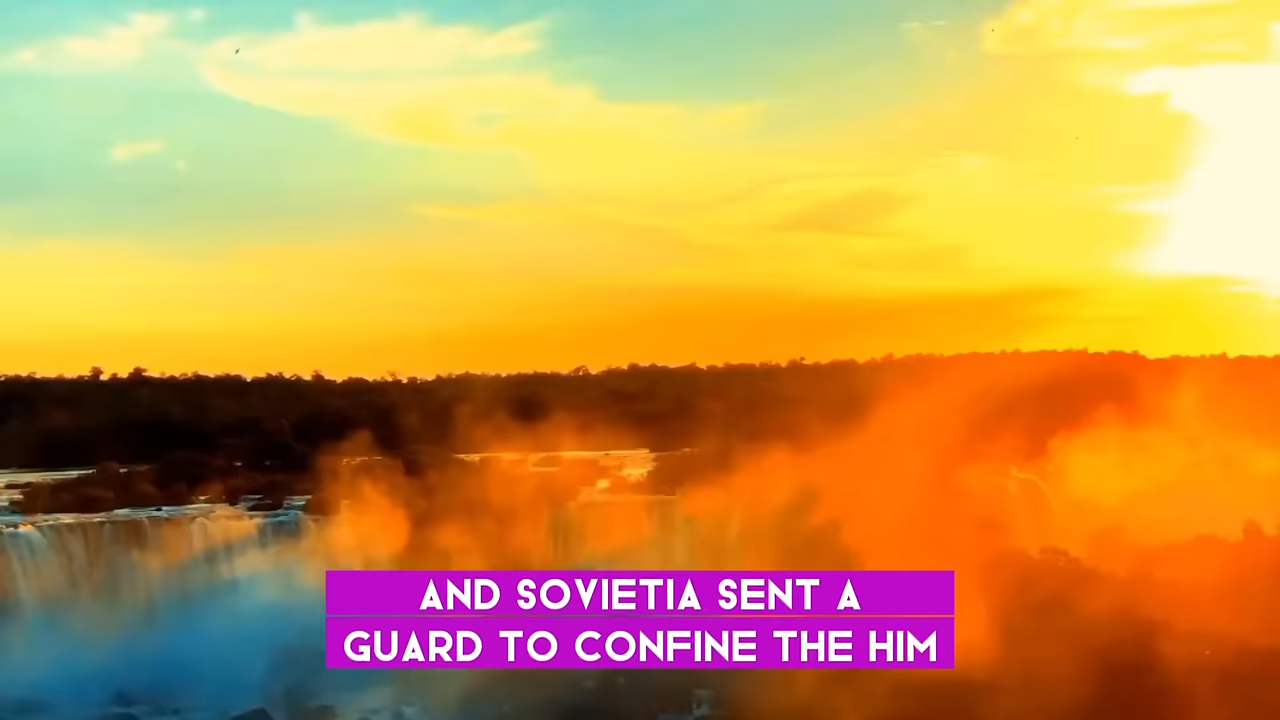 AND SOVIETIA SENT A
GUARD TO CONFINE THE HIM